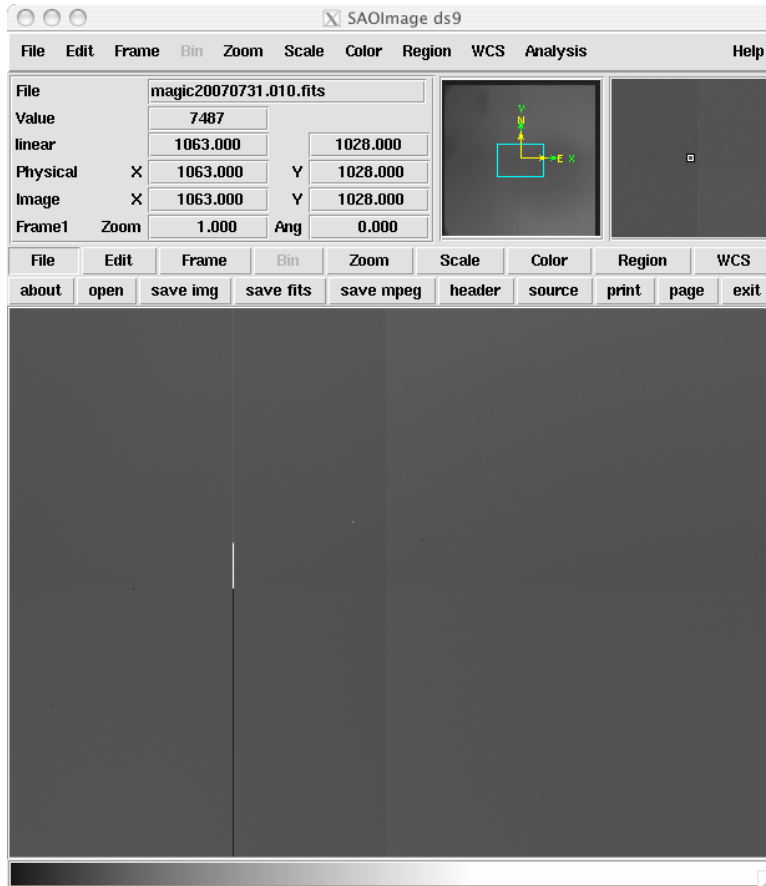 SAOImage ds9
File Edit Frame Bin Zoom Scale Color Region WCS Analysis Help
File magic20070731.010.fits
Value 7487
linear 1063.000 1028.000
Physical X 1063.000 Y 1028.000
Image X 1063.000 Y 1028.000
Frame1 Zoom 1.000 Ang 0.000
Y
N
E X
File Edit Frame Bin Zoom Scale Color Region WCS
about open save img save fits save mpeg header source print page exit